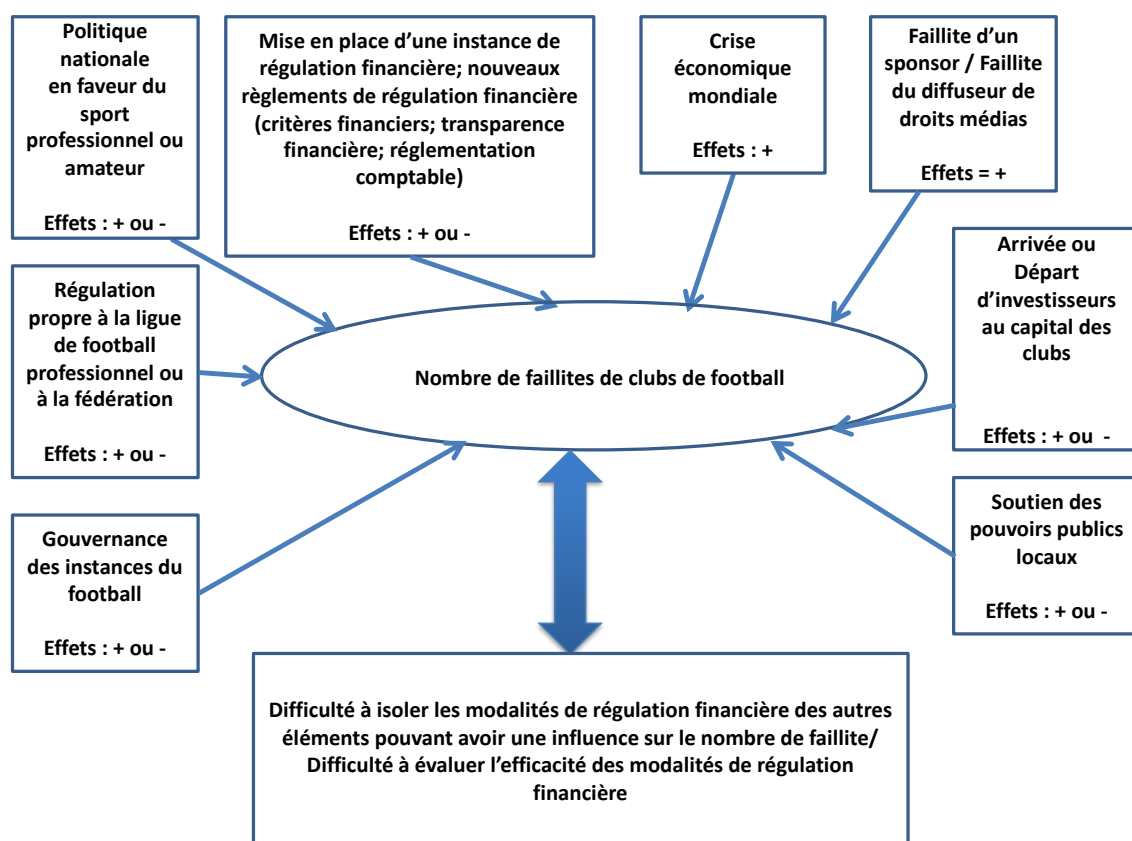 Politique
nationale
en faveur du
sport
professionnel ou
amateur
Effets : + ou -
Mise en place d’une instance de
régulation financière; nouveaux
règlements de régulation financière
(critères financiers; transparence
financière; réglementation
comptable)
Effets : + ou -
Crise
économique
mondiale
Effets : +
Faillite d’un
sponsor / Faillite
du diffuseur de
droits médias
Effets = +
Régulation
propre à la ligue
de football
professionnel ou
à la fédération
Effets : + ou -
Nombre de faillites de clubs de football
Arrivée ou
Départ
d’investisseurs
au capital des
clubs
Effets : + ou -
Gouvernance
des instances du
football
Effets : + ou -
Soutien des
pouvoirs publics
locaux
Effets : + ou -
Difficulté à isoler les modalités de régulation financière des autres
éléments pouvant avoir une influence sur le nombre de faillite/
Difficulté à évaluer l’efficacité des modalités de régulation
financière